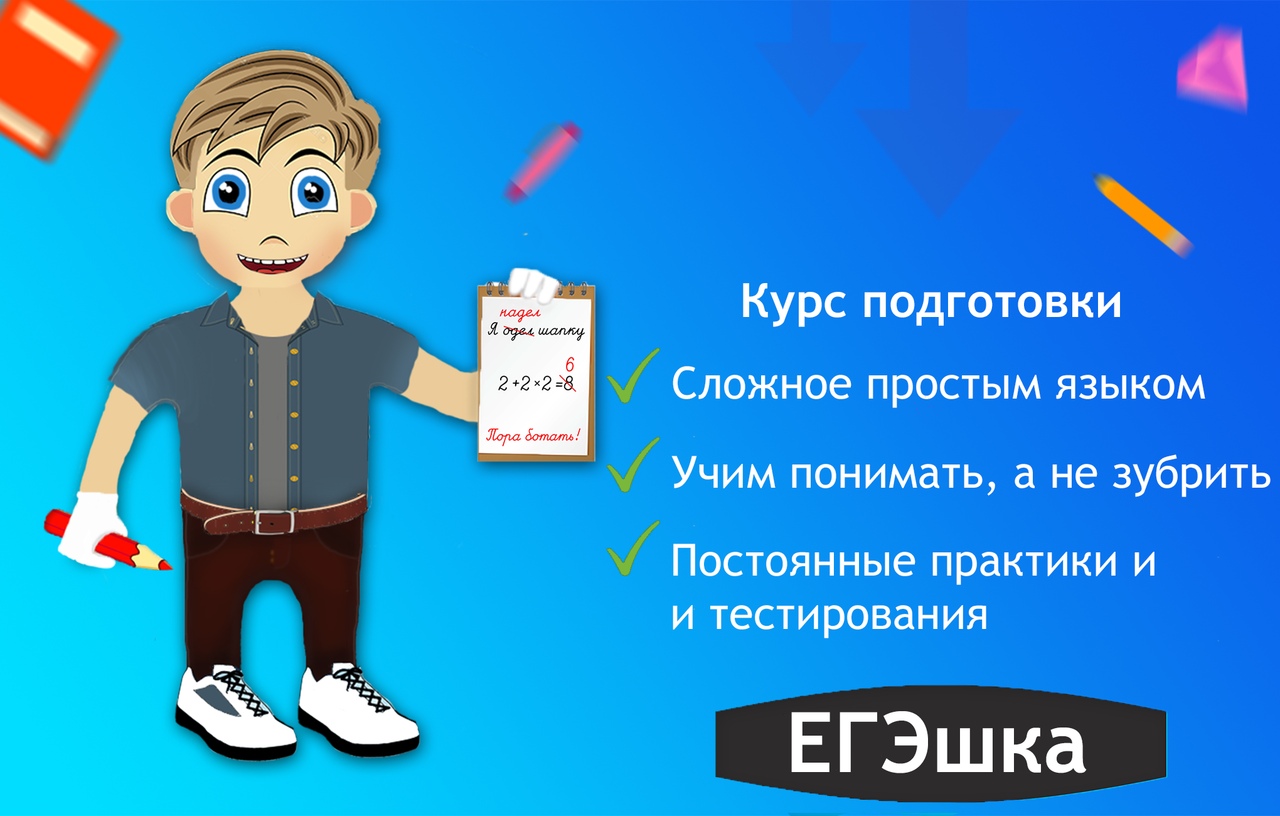 надел
Я одел шапку
6
2+2×2=8
Пора ботать!
Курс подготовки
Сложное простым языком
Учим понимать, а не зубрить
Постоянные практики и
и тестирования
ЕГЭшка